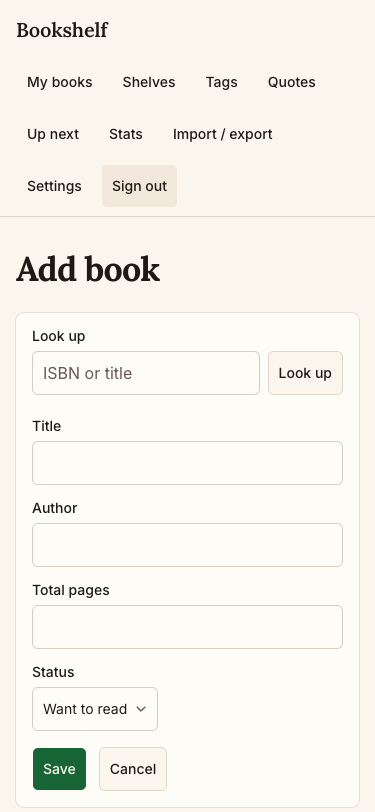 Bookshelf
My books Shelves Tags Quotes
Up next Stats Import / export
Settings Sign out
Add book
Look up
ISBN or title Look up
Title
Author
Total pages
Status
Want to read
Save Cancel